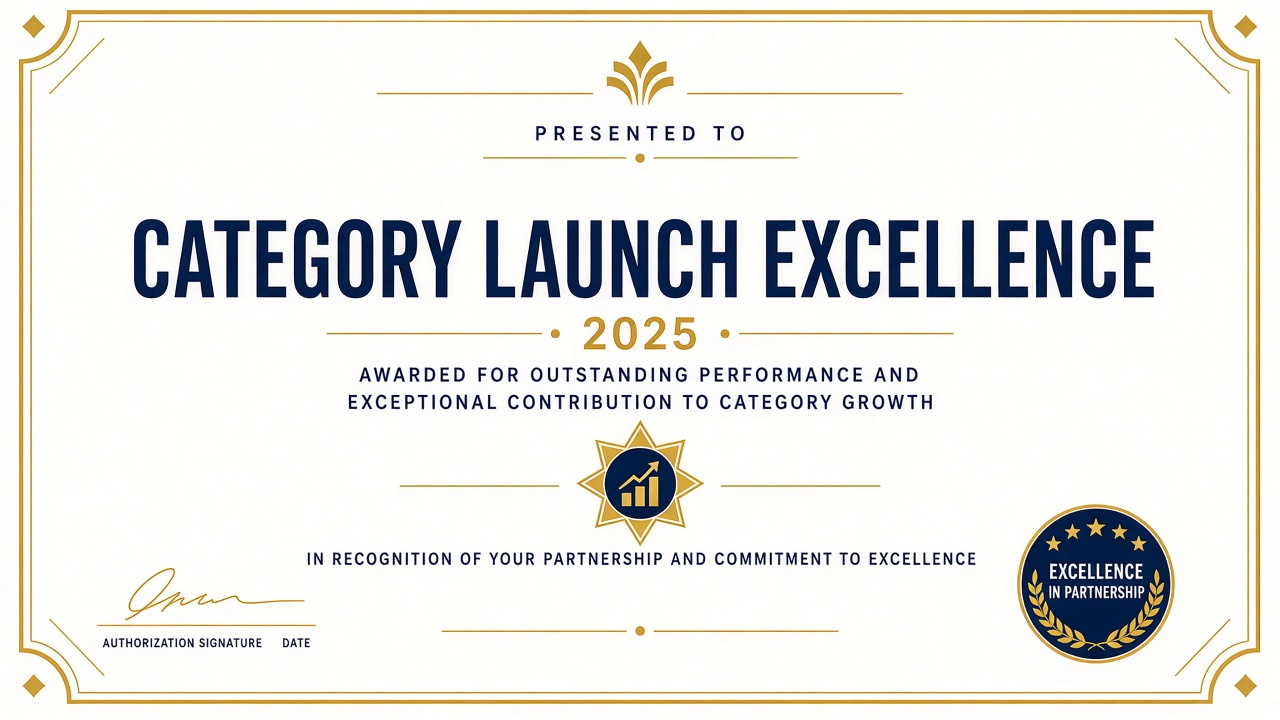 PRESENTED TO
CATEGORY LAUNCH EXCELLENCE
• 2025 •
AWARDED FOR OUTSTANDING PERFORMANCE AND
EXCEPTIONAL CONTRIBUTION TO CATEGORY GROWTH
IN RECOGNITION OF YOUR PARTNERSHIP AND COMMITMENT TO EXCELLENCE
EXCELLENCE
IN PARTNERSHIP
AUTHORIZATION SIGNATURE DATE